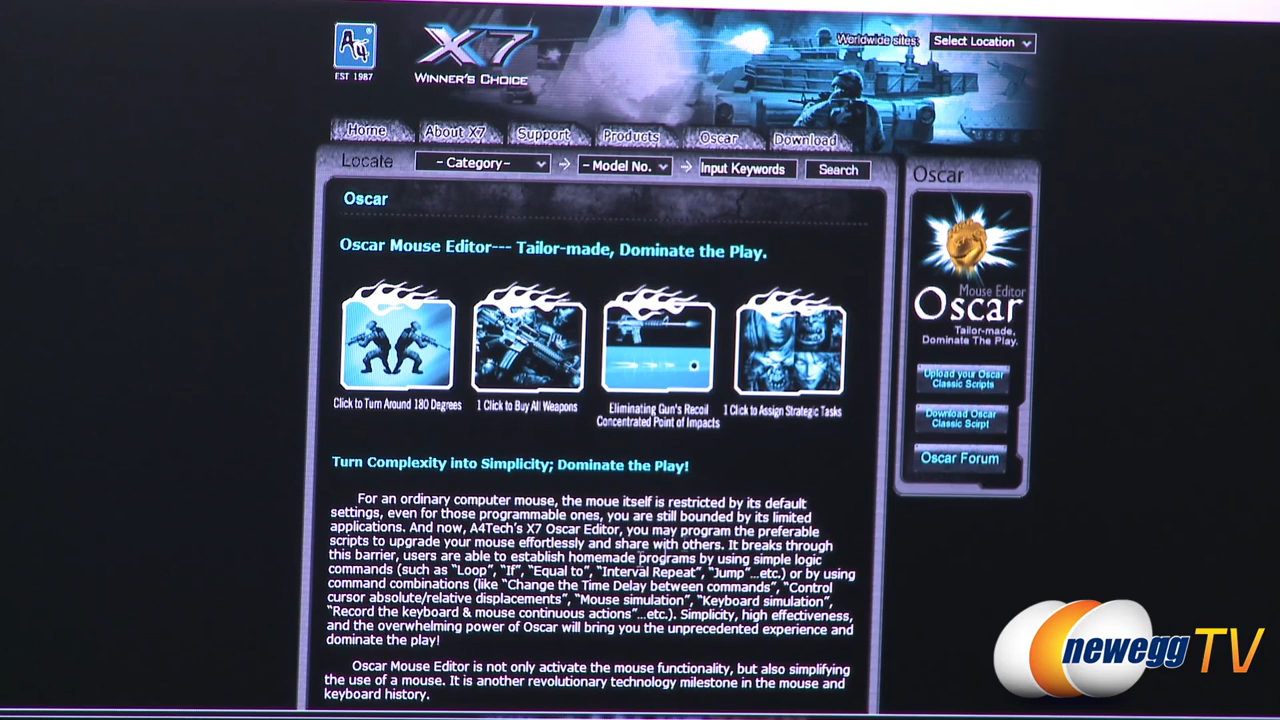 A4
EST 1987
X7
WINNER'S CHOICE
Worldwide sites:
Select Location
Home
About X7
Support
Products
Oscar
Download
Locate
- Category -
- Model No. -
Input Keywords
Search
Oscar
Oscar Mouse Editor--- Tailor-made, Dominate the Play.
Click to Turn Around 180 Degrees
1 Click to Buy All Weapons
Eliminating Gun's Recoil
Concentrated Point of Impacts
1 Click to Assign Strategic Tasks
Turn Complexity into Simplicity; Dominate the Play!
For an ordinary computer mouse, the moue itself is restricted by its default
settings, even for those programmable ones, you are still bounded by its limited
applications. And now, A4Tech's X7 Oscar Editor, you may program the preferable
scripts to upgrade your mouse effortlessly and share with others. It breaks through
this barrier, users are able to establish homemade programs by using simple logic
commands (such as "Loop", "If", "Equal to", "Interval Repeat", "Jump"...etc.) or by using
command combinations (like "Change the Time Delay between commands", "Control
cursor absolute/relative displacements", "Mouse simulation", "Keyboard simulation",
"Record the keyboard & mouse continuous actions"...etc.). Simplicity, high effectiveness,
and the overwhelming power of Oscar will bring you the unprecedented experience and
dominate the play!
Oscar Mouse Editor is not only activate the mouse functionality, but also simplifying
the use of a mouse. It is another revolutionary technology milestone in the mouse and
keyboard history.
Oscar
Mouse Editor
Oscar
Tailor-made,
Dominate The Play.
Upload your Oscar
Classic Scripts
Download Oscar
Classic Scirpt
Oscar Forum
newegg TV